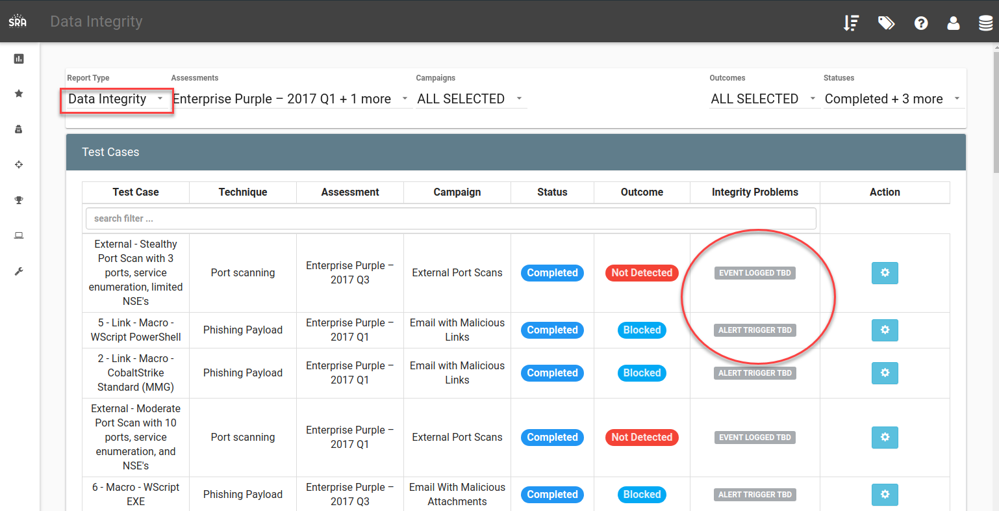 SRA Data Integrity
Report Type Assessments Campaigns Outcomes Statuses
Data Integrity Enterprise Purple – 2017 Q1 + 1 more ALL SELECTED ALL SELECTED Completed + 3 more
Test Cases
Test Case Technique Assessment Campaign Status Outcome Integrity Problems Action
search filter ...
External - Stealthy
Port Scan with 3
ports, service
enumeration, limited
NSE's
Port scanning
Enterprise Purple –
2017 Q3
External Port Scans
Completed
Not Detected
EVENT LOGGED TBD
5 - Link - Macro -
WScript PowerShell
Phishing Payload
Enterprise Purple –
2017 Q1
Email with Malicious
Links
Completed
Blocked
ALERT TRIGGER TBD
2 - Link - Macro -
CobaltStrike
Standard (MMG)
Phishing Payload
Enterprise Purple –
2017 Q1
Email with Malicious
Links
Completed
Blocked
ALERT TRIGGER TBD
External - Moderate
Port Scan with 10
ports, service
enumeration, and
NSE's
Port scanning
Enterprise Purple –
2017 Q1
External Port Scans
Completed
Not Detected
EVENT LOGGED TBD
6 - Macro - WScript
EXE
Phishing Payload
Enterprise Purple –
2017 Q3
Email With Malicious
Attachments
Completed
Blocked
ALERT TRIGGER TBD